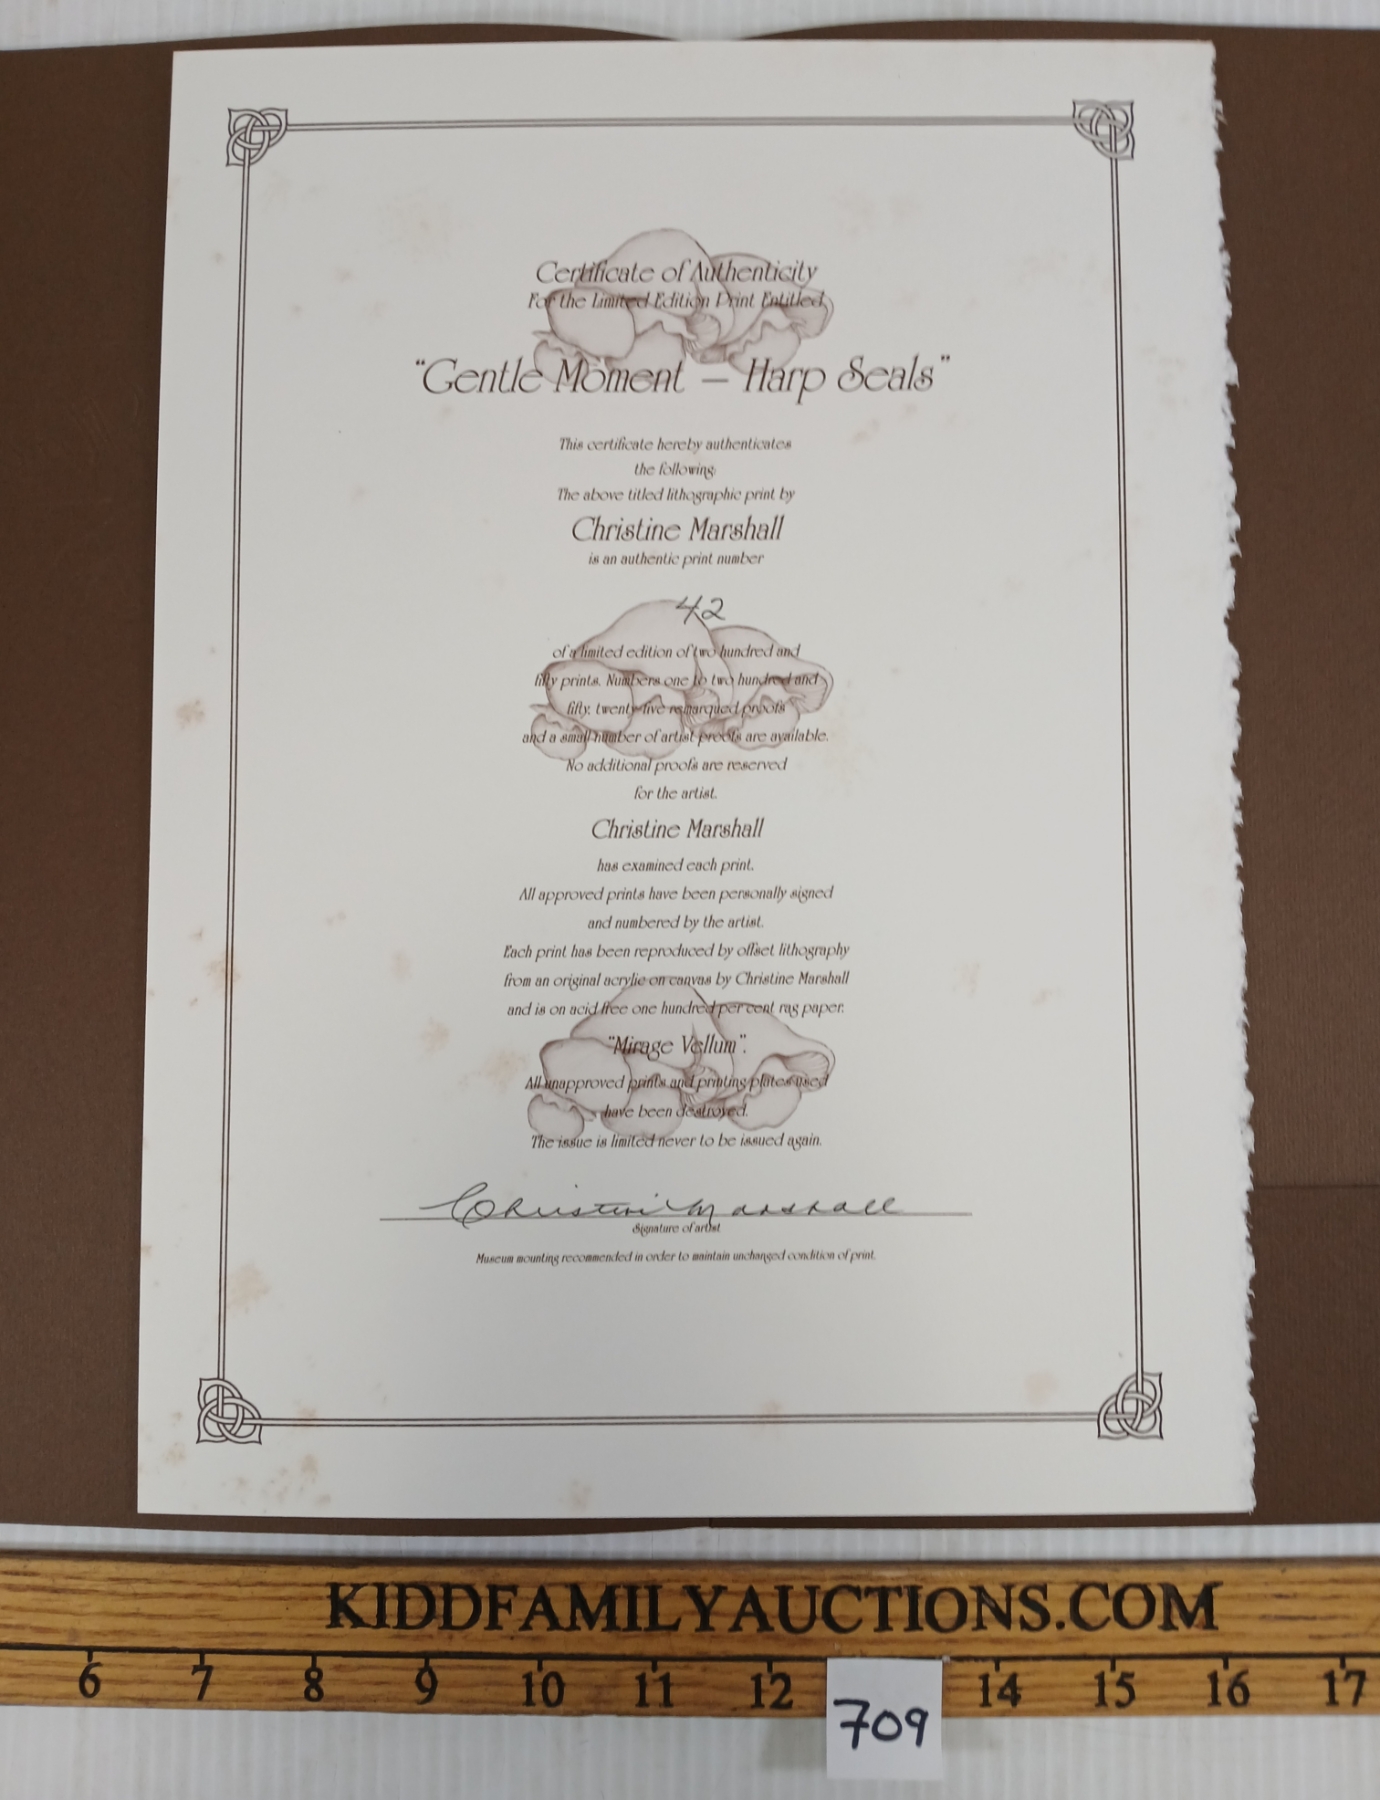 Certificate of Authenticity
For the Limited Edition Print Entitled
"Gentle Moment — Harp Seals"
This certificate hereby authenticates
the following:
The above titled lithographic print by
Christine Marshall
is an authentic print number
42
of a limited edition of two hundred and
fifty prints. Numbers one to two hundred and
fifty, twenty-five remarqued proofs
and a small number of artist proofs are available.
No additional proofs are reserved
for the artist.
Christine Marshall
has examined each print.
All approved prints have been personally signed
and numbered by the artist.
Each print has been reproduced by offset lithography
from an original acrylic on canvas by Christine Marshall
and is on acid free one hundred per cent rag paper.
"Mirage Vellum".
All unapproved prints and printing plates used
have been destroyed.
The issue is limited never to be issued again.
Christine Marshall
Signature of artist
Museum mounting recommended in order to maintain unchanged condition of print.
KIDDFAMILYAUCTIONS.COM
6 7 8 9 10 11 12 14 15 16 17
709